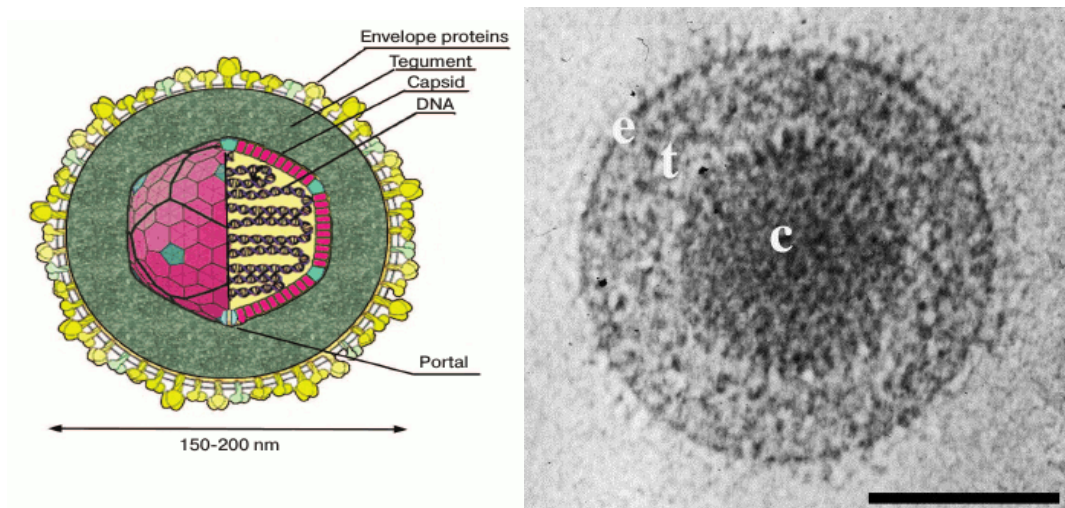 Envelope proteins
Tegument
Capsid
DNA
Portal
150-200 nm
e
t
c